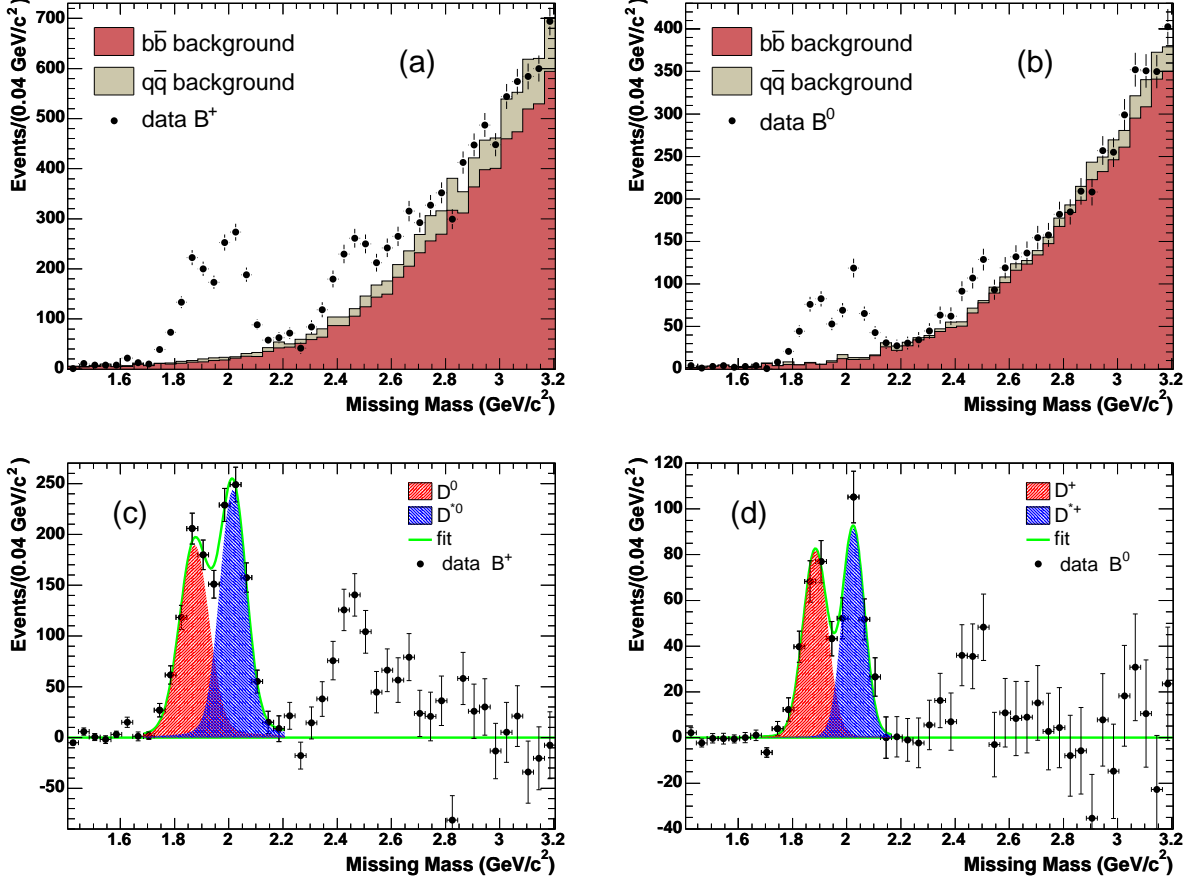 Events/(0.04 GeV/c²)
700
600
500
400
300
200
100
0
bb̄ background
qq̄ background
data B⁺
(a)
1.6 1.8 2 2.2 2.4 2.6 2.8 3 3.2
Missing Mass (GeV/c²)
Events/(0.04 GeV/c²)
400
350
300
250
200
150
100
50
0
bb̄ background
qq̄ background
data B⁰
(b)
1.6 1.8 2 2.2 2.4 2.6 2.8 3 3.2
Missing Mass (GeV/c²)
Events/(0.04 GeV/c²)
250
200
150
100
50
0
-50
(c)
D⁰
D*⁰
fit
data B⁺
1.6 1.8 2 2.2 2.4 2.6 2.8 3 3.2
Missing Mass (GeV/c²)
Events/(0.04 GeV/c²)
120
100
80
60
40
20
0
-20
-40
(d)
D⁺
D*⁺
fit
data B⁰
1.6 1.8 2 2.2 2.4 2.6 2.8 3 3.2
Missing Mass (GeV/c²)